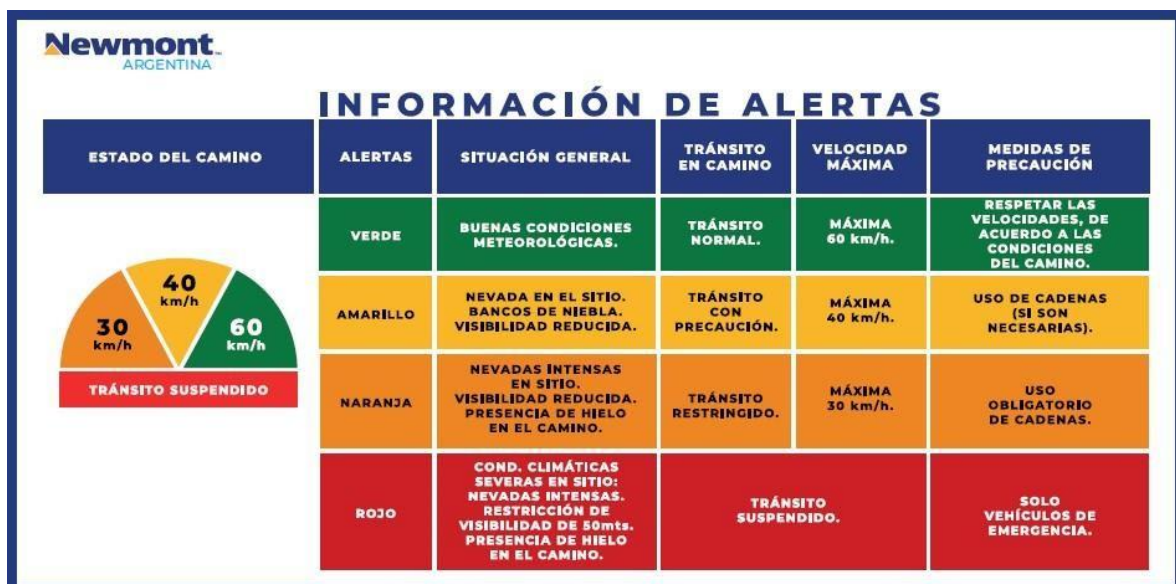 Newmont™
ARGENTINA
INFORMACIÓN DE ALERTAS
ESTADO DEL CAMINO
ALERTAS
SITUACIÓN GENERAL
TRÁNSITO
EN CAMINO
VELOCIDAD
MÁXIMA
MEDIDAS DE
PRECAUCIÓN
40
km/h
30
km/h
60
km/h
TRÁNSITO SUSPENDIDO
VERDE
BUENAS CONDICIONES
METEOROLÓGICAS.
TRÁNSITO
NORMAL.
MÁXIMA
60 km/h.
RESPETAR LAS
VELOCIDADES, DE
ACUERDO A LAS
CONDICIONES
DEL CAMINO.
AMARILLO
NEVADA EN EL SITIO.
BANCOS DE NIEBLA.
VISIBILIDAD REDUCIDA.
TRÁNSITO
CON
PRECAUCIÓN.
MÁXIMA
40 km/h.
USO DE CADENAS
(SI SON
NECESARIAS).
NARANJA
NEVADAS INTENSAS
EN SITIO.
VISIBILIDAD REDUCIDA.
PRESENCIA DE HIELO
EN EL CAMINO.
TRÁNSITO
RESTRINGIDO.
MÁXIMA
30 km/h.
USO
OBLIGATORIO
DE CADENAS.
ROJO
COND. CLIMÁTICAS
SEVERAS EN SITIO:
NEVADAS INTENSAS.
RESTRICCIÓN DE
VISIBILIDAD DE 50mts.
PRESENCIA DE HIELO
EN EL CAMINO.
TRÁNSITO
SUSPENDIDO.
SOLO
VEHÍCULOS DE
EMERGENCIA.